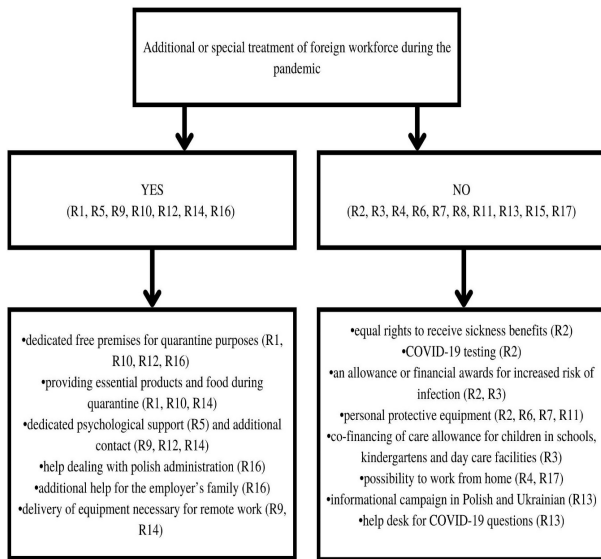 Additional or special treatment of foreign workforce during the
pandemic
YES
(R1, R5, R9, R10, R12, R14, R16)
NO
(R2, R3, R4, R6, R7, R8, R11, R13, R15, R17)
•dedicated free premises for quarantine purposes (R1,
R10, R12, R16)
•providing essential products and food during
quarantine (R1, R10, R14)
•dedicated psychological support (R5) and additional
contact (R9, R12, R14)
•help dealing with polish administration (R16)
•additional help for the employer's family (R16)
•delivery of equipment necessary for remote work (R9,
R14)
•equal rights to receive sickness benefits (R2)
•COVID-19 testing (R2)
•an allowance or financial awards for increased risk of
infection (R2, R3)
•personal protective equipment (R2, R6, R7, R11)
•co-financing of care allowance for children in schools,
kindergartens and day care facilities
(R3)
•possibility to work from home (R4, R17)
•informational campaign in Polish and Ukrainian (R13)
•help desk for COVID-19 questions (R13)